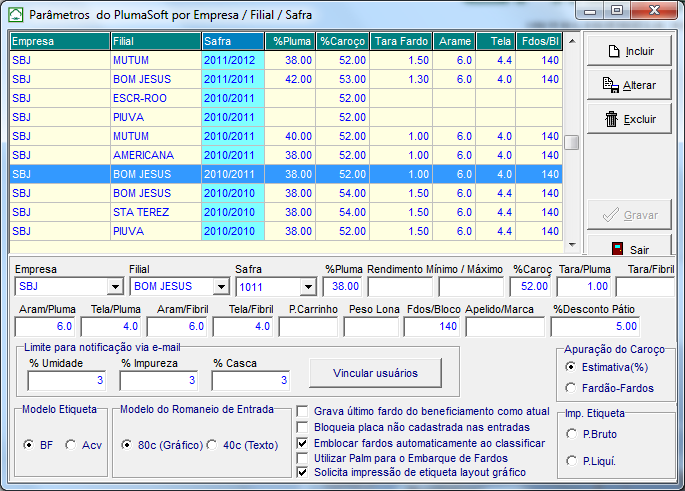 Parâmetros do PlumaSoft por Empresa / Filial / Safra
Empresa Filial Safra %Pluma %Caroço Tara Fardo Arame Tela Fdos/Bl
SBJ MUTUM 2011/2012 38.00 52.00 1.50 6.0 4.4 140
SBJ BOM JESUS 2011/2011 42.00 53.00 1.30 6.0 4.0 140
SBJ ESCR-ROO 2010/2011 52.00
SBJ PIUVA 2010/2011 52.00
SBJ MUTUM 2010/2011 40.00 52.00 1.00 6.0 4.0 140
SBJ AMERICANA 2010/2011 38.00 52.00 1.00 6.0 4.0 140
SBJ BOM JESUS 2010/2011 38.00 52.00 1.00 6.0 4.0 140
SBJ BOM JESUS 2010/2010 38.00 54.00 1.50 6.0 4.0 140
SBJ STA TEREZ 2010/2010 38.00 54.00 1.50 6.0 4.4 140
SBJ PIUVA 2010/2010 38.00 52.00 1.50 6.0 4.4 140
Incluir
Alterar
Excluir
Gravar
Sair
Empresa Filial Safra %Pluma Rendimento Mínimo / Máximo %Caroç Tara/Pluma Tara/Fibril
SBJ BOM JESUS 1011 38.00 52.00 1.00
Aram/Pluma Tela/Pluma Aram/Fibril Tela/Fibril P.Carrinho Peso Lona Fdos/Bloco Apelido/Marca %Desconto Pátio
6.0 4.0 6.0 4.0 140 5.00
Limite para notificação via e-mail
% Umidade % Impureza % Casca
3 3 3
Vincular usuários
Apuração do Caroço
Estimativa(%)
Fardão-Fardos
Modelo Etiqueta
BF Acv
Modelo do Romaneio de Entrada
80c (Gráfico) 40c (Texto)
Grava último fardo do beneficiamento como atual
Bloqueia placa não cadastrada nas entradas
Emblocar fardos automaticamente ao classificar
Utilizar Palm para o Embarque de Fardos
Solicita impressão de etiqueta layout gráfico
Imp. Etiqueta
P.Bruto
P.Liquí.